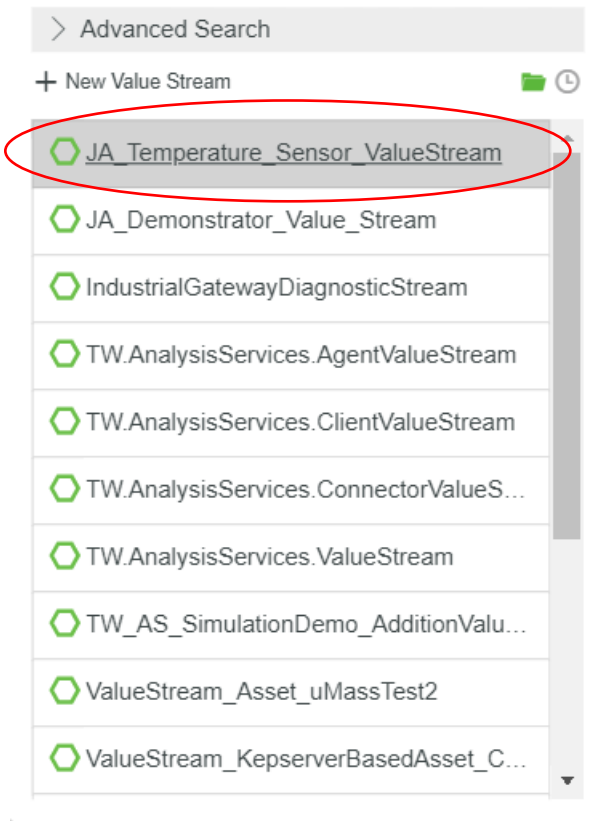 Advanced Search
+ New Value Stream
JA_Temperature_Sensor_ValueStream
JA_Demonstrator_Value_Stream
IndustrialGatewayDiagnosticStream
TW.AnalysisServices.AgentValueStream
TW.AnalysisServices.ClientValueStream
TW.AnalysisServices.ConnectorValueS...
TW.AnalysisServices.ValueStream
TW_AS_SimulationDemo_AdditionValu...
ValueStream_Asset_uMassTest2
ValueStream_KepserverBasedAsset_C...